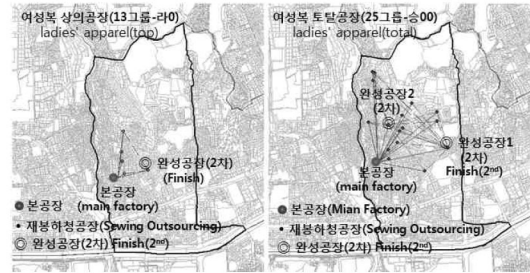 여성복 상의공장(13그룹-라0)
ladies' apparel(top)
완성공장(2차)
(Finish)
본공장
(main factory)
본공장(main factory)
재봉하청공장(Sewing Outsourcing)
완성공장(2차) Finish(2nd)
여성복 토탈공장(25그룹-승00)
ladies' apparel(total)
완성공장2
(2차)
완성공장1
(2차)
Finish(2nd)
본공장
(main factory)
본공장(Mian Factory)
재봉하청공장(Sewing Outsourcing)
완성공장(2차) Finish(2nd)